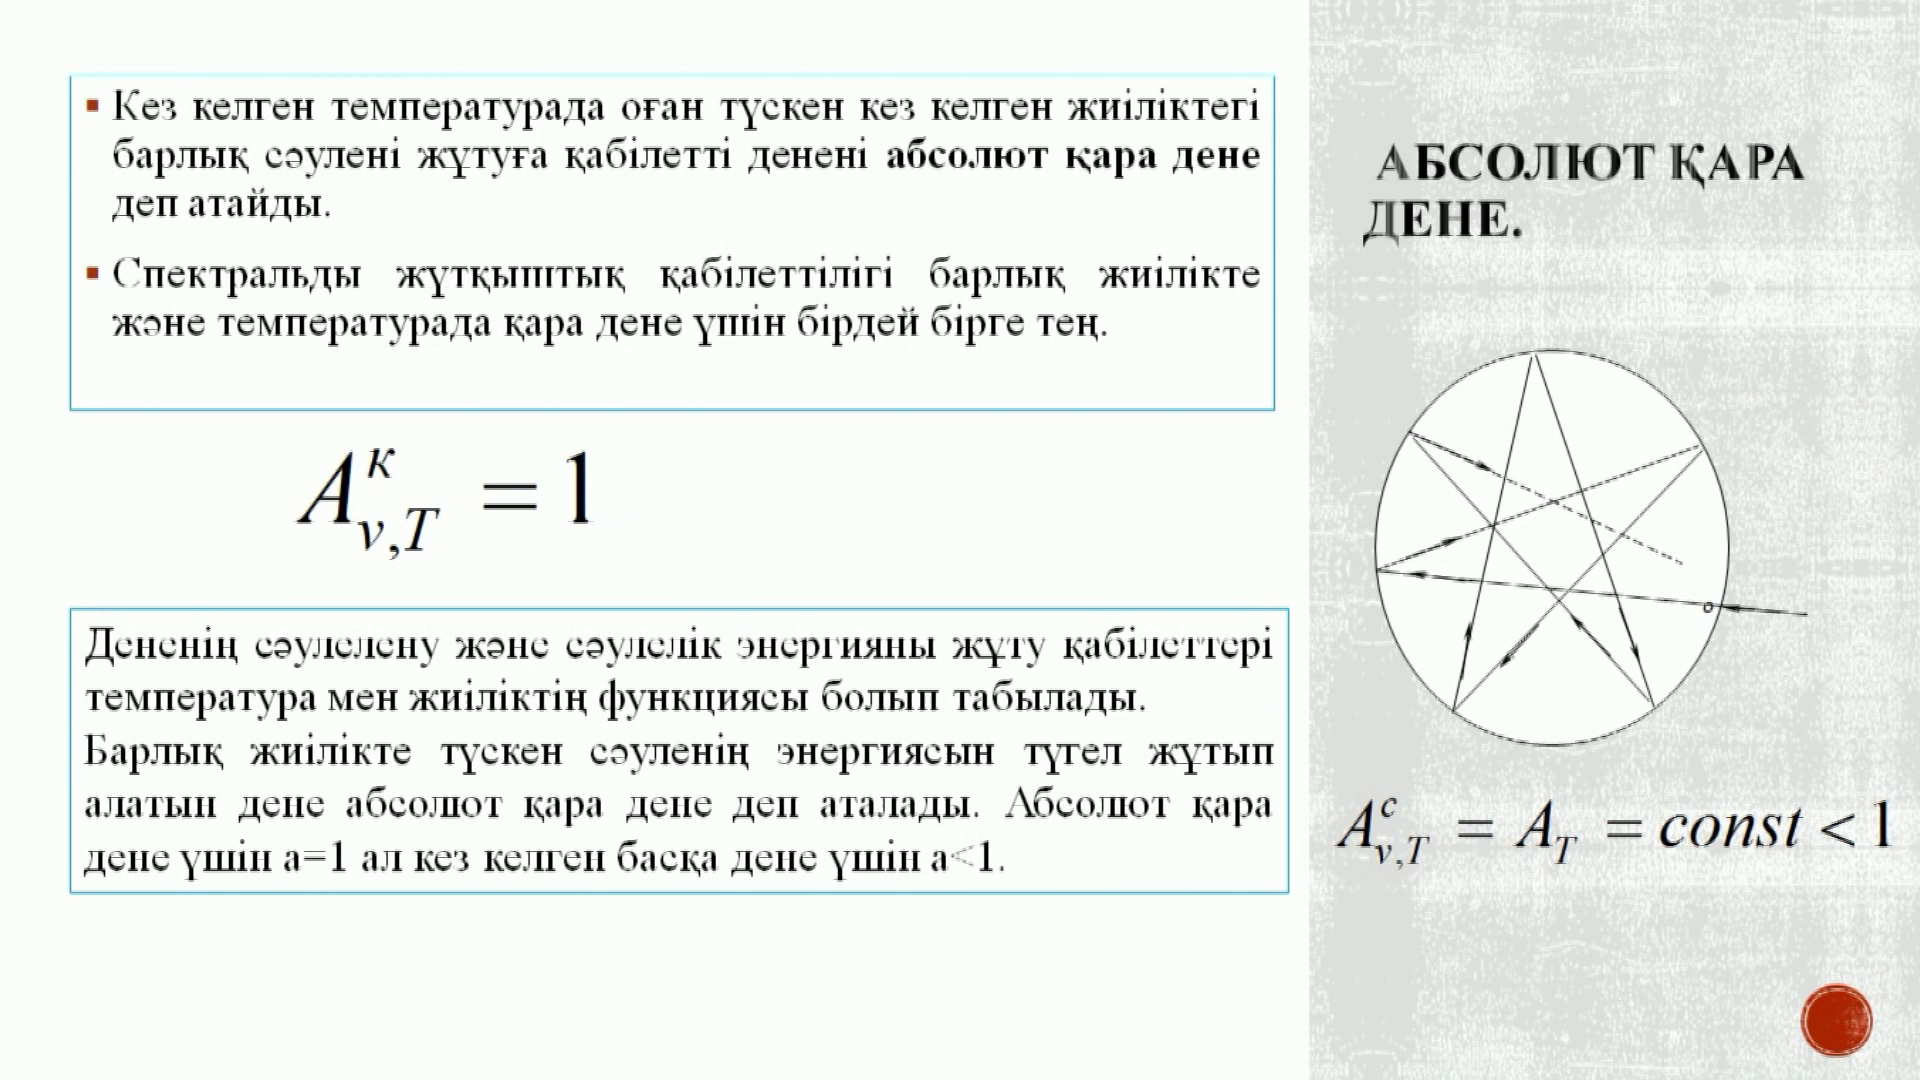 Кез келген температурада оған түскен кез келген жиіліктегі
барлық сәулені жұтуға қабілетті денені абсолют қара дене
деп атайды.
Спектральды жұтқыштық қабілеттілігі барлық жиілікте
және температурада қара дене үшін бірдей бірге тең.
A^к_ν,T = 1
Дененің сәулелену және сәулелік энергияны жұту қабілеттері
температура мен жиіліктің функциясы болып табылады.
Барлық жиілікте түскен сәуленің энергиясын түгел жұтып
алатын дене абсолют қара дене деп аталады. Абсолют қара
дене үшін а=1 ал кез келген басқа дене үшін а<1.
АБСОЛЮТ ҚАРА
ДЕНЕ.
о
A^c_ν,T = A_T = const < 1